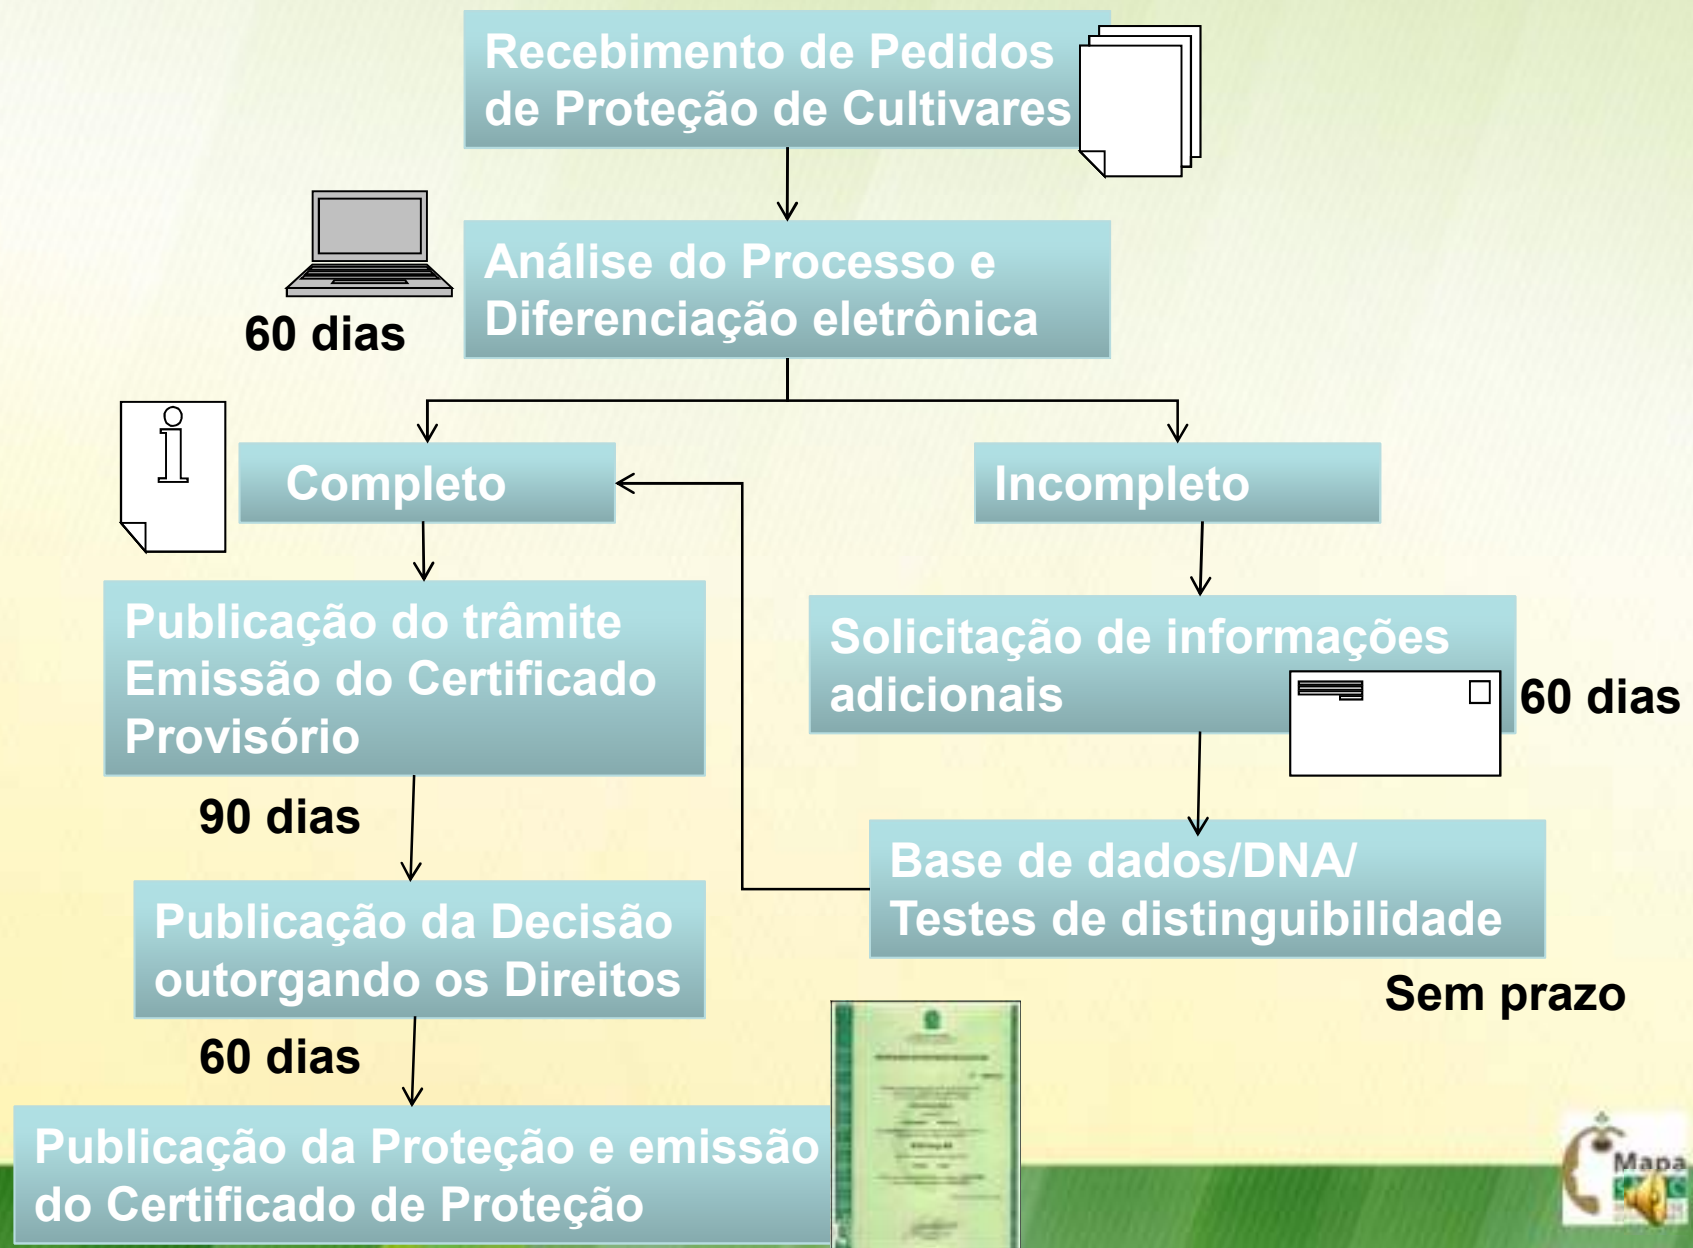 Recebimento de Pedidos
de Proteção de Cultivares
Análise do Processo e
Diferenciação eletrônica
60 dias
Completo
Incompleto
Publicação do trâmite
Emissão do Certificado
Provisório
Solicitação de informações
adicionais
60 dias
90 dias
Base de dados/DNA/
Testes de distinguibilidade
Sem prazo
Publicação da Decisão
outorgando os Direitos
60 dias
Publicação da Proteção e emissão
do Certificado de Proteção
Mapa